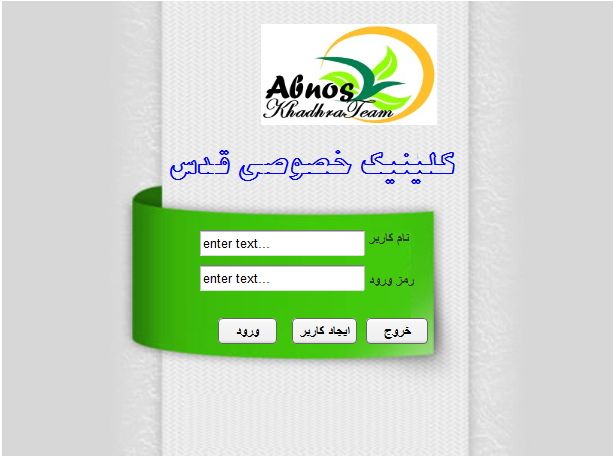 Abnos
KhadhraTeam
کلینیک خصوصی قدس
نام کاربر
enter text...
رمز ورود
enter text...
خروج
ایجاد کاربر
ورود